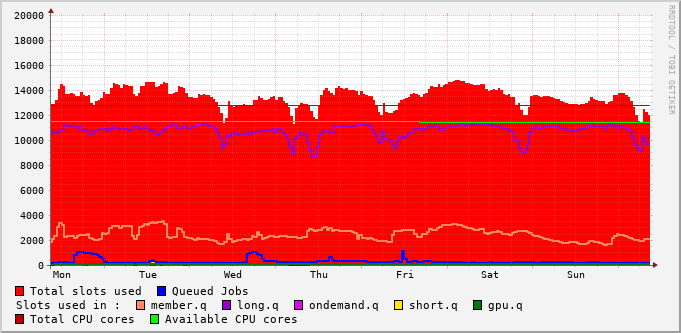 20000
18000
16000
14000
12000
10000
8000
6000
4000
2000
0
Mon Tue Wed Thu Fri Sat Sun
RRDTOOL / TOBI OETIKER
Total slots used Queued Jobs
Slots used in : member.q long.q ondemand.q short.q gpu.q
Total CPU cores Available CPU cores